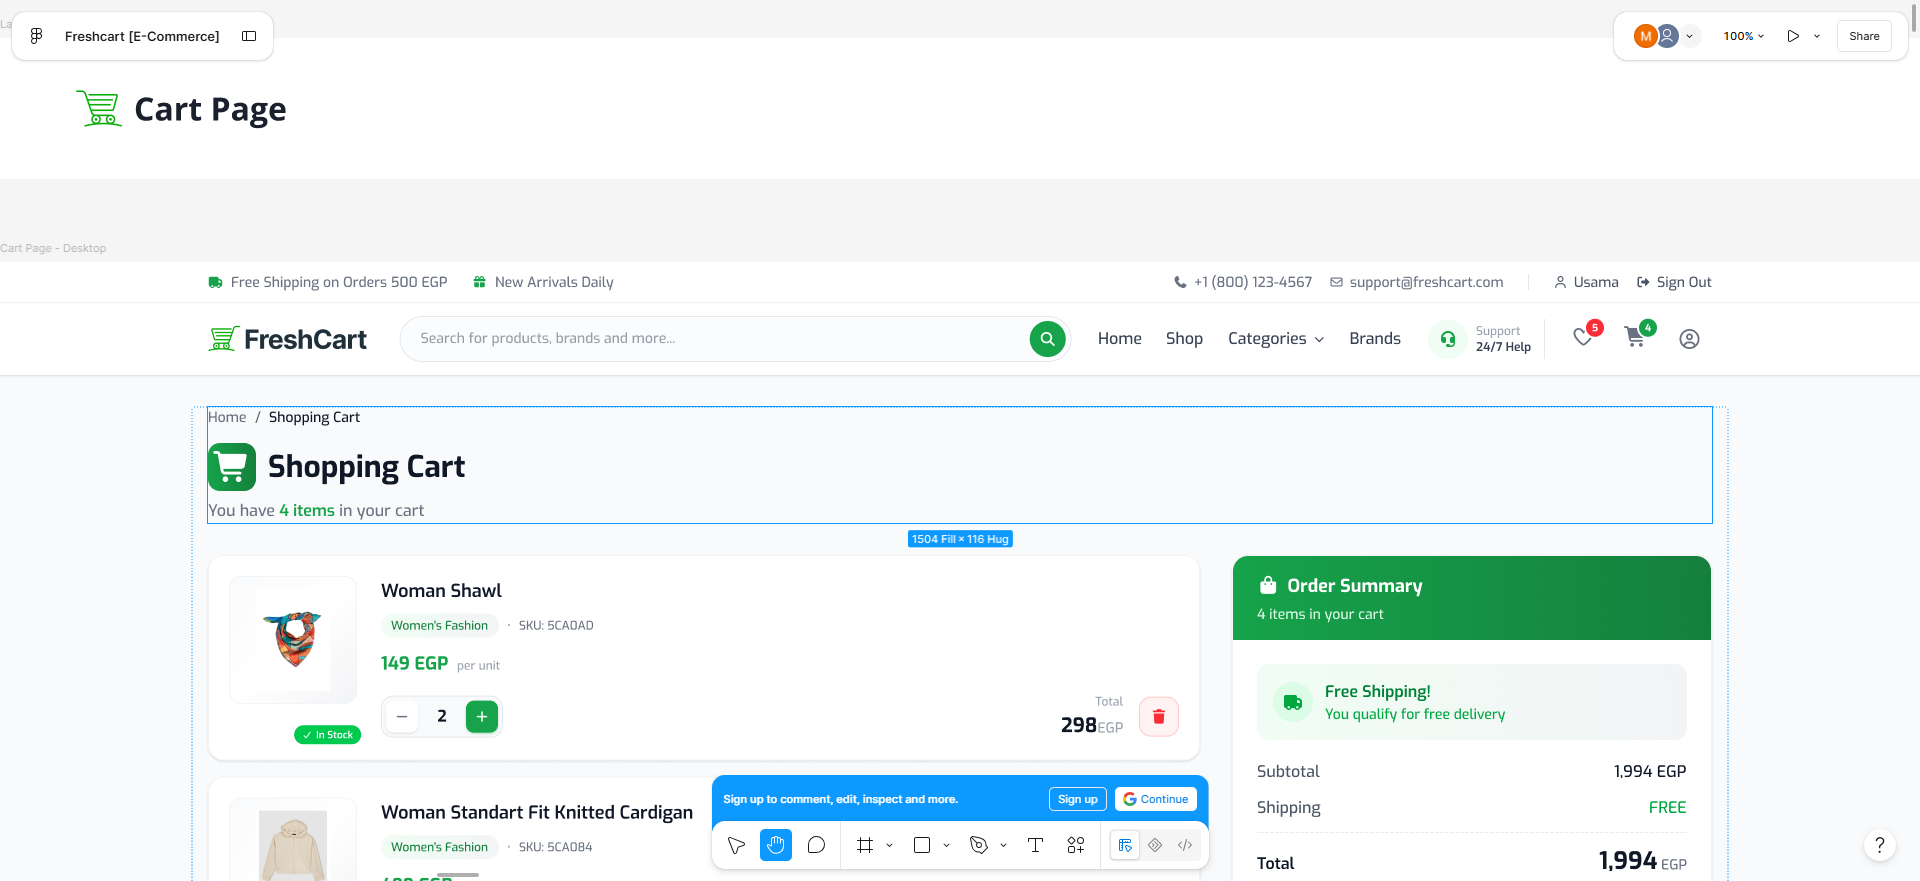 Freshcart [E-Commerce]
M
100%
Share
Cart Page
Cart Page - Desktop
Free Shipping on Orders 500 EGP
New Arrivals Daily
+1 (800) 123-4567
support@freshcart.com
Usama
Sign Out
FreshCart
Search for products, brands and more...
Home
Shop
Categories
Brands
Support
24/7 Help
5
4
Home / Shopping Cart
Shopping Cart
You have 4 items in your cart
1504 Fill × 116 Hug
Woman Shawl
Women's Fashion · SKU: 5CA0AD
149 EGP per unit
2
Total
298EGP
In Stock
Woman Standart Fit Knitted Cardigan
Women's Fashion · SKU: 5CA084
Order Summary
4 items in your cart
Free Shipping!
You qualify for free delivery
Subtotal 1,994 EGP
Shipping FREE
Total 1,994 EGP
Sign up to comment, edit, inspect and more.
Sign up
Continue
?